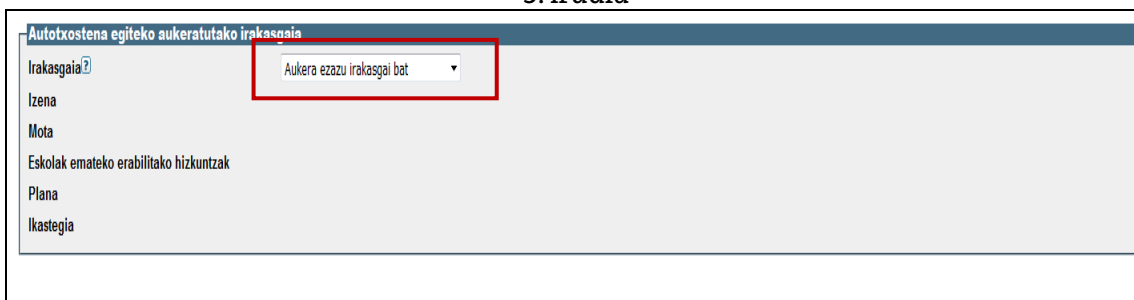 Autotxostena egiteko aukeratutako irakasgaia
Irakasgaia? Aukera ezazu irakasgai bat
Izena
Mota
Eskolak emateko erabilitako hizkuntzak
Plana
Ikastegia